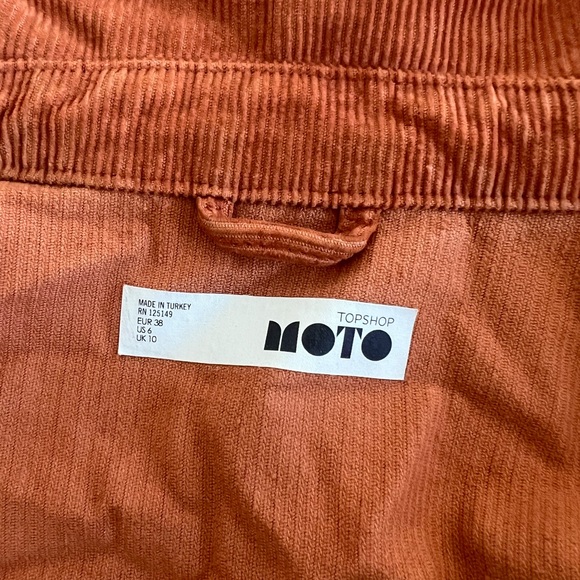 MADE IN TURKEY
RN 125149
EUR 38
US 6
UK 10
TOPSHOP
MOTO